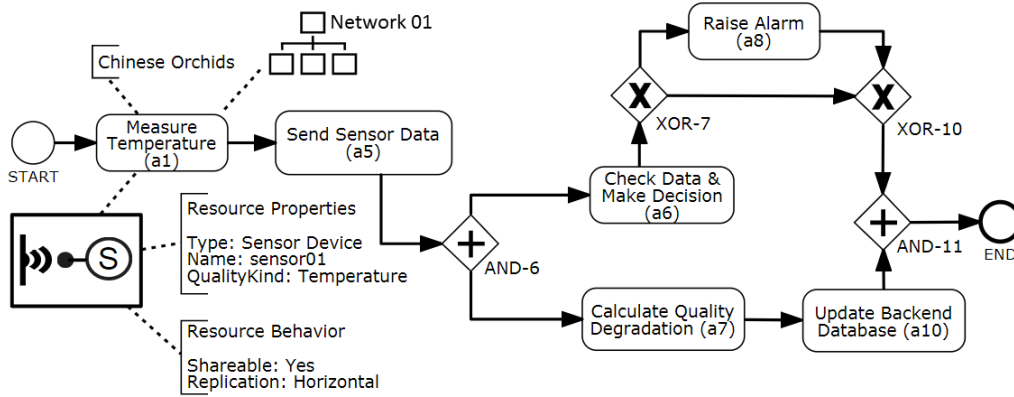 Network 01
Chinese Orchids
START
Measure
Temperature
(a1)
Send Sensor Data
(a5)
Raise Alarm
(a8)
X
XOR-7
X
XOR-10
Check Data &
Make Decision
(a6)
AND-6
AND-11
END
S
Resource Properties
Type: Sensor Device
Name: sensor01
QualityKind: Temperature
Calculate Quality
Degradation (a7)
Update Backend
Database (a10)
Resource Behavior
Shareable: Yes
Replication: Horizontal